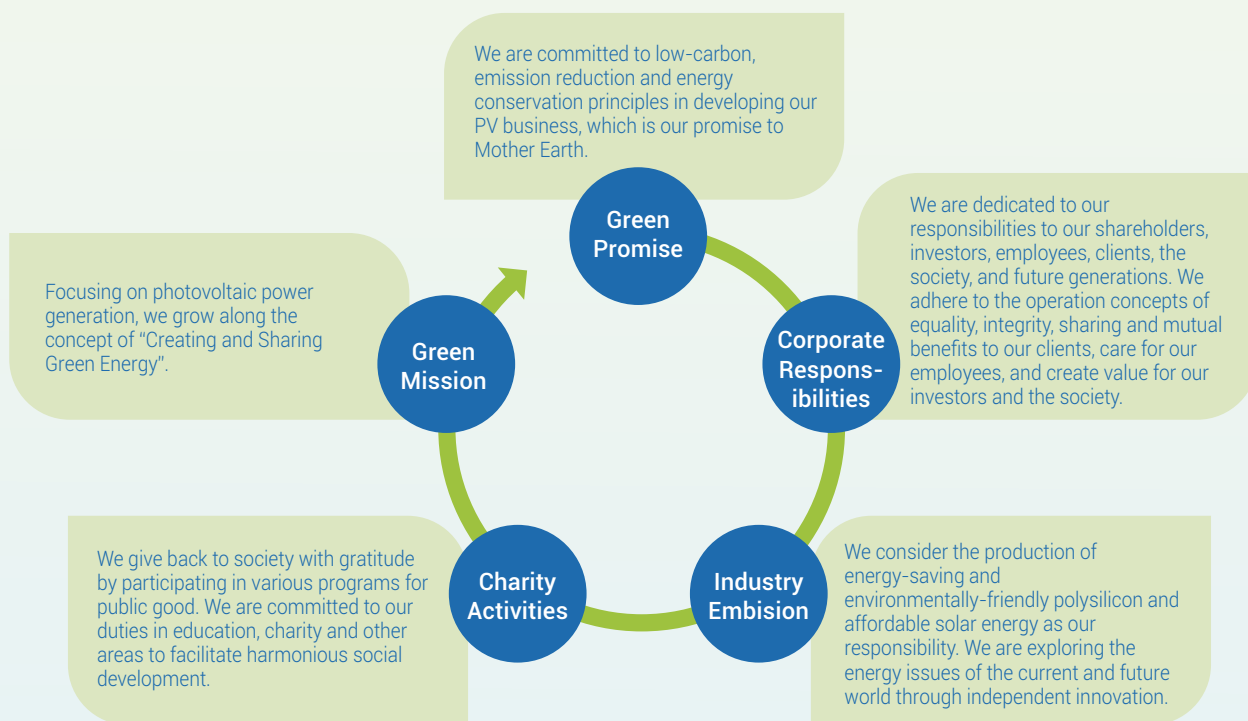 We are committed to low-carbon,
emission reduction and energy
conservation principles in developing our
PV business, which is our promise to
Mother Earth.
Green
Promise
We are dedicated to our
responsibilities to our shareholders,
investors, employees, clients, the
society, and future generations. We
adhere to the operation concepts of
equality, integrity, sharing and mutual
benefits to our clients, care for our
employees, and create value for our
investors and the society.
Corporate
Respons-
ibilities
Focusing on photovoltaic power
generation, we grow along the
concept of “Creating and Sharing
Green Energy”.
Green
Mission
We give back to society with gratitude
by participating in various programs for
public good. We are committed to our
duties in education, charity and other
areas to facilitate harmonious social
development.
Charity
Activities
Industry
Embision
We consider the production of
energy-saving and
environmentally-friendly polysilicon and
affordable solar energy as our
responsibility. We are exploring the
energy issues of the current and future
world through independent innovation.